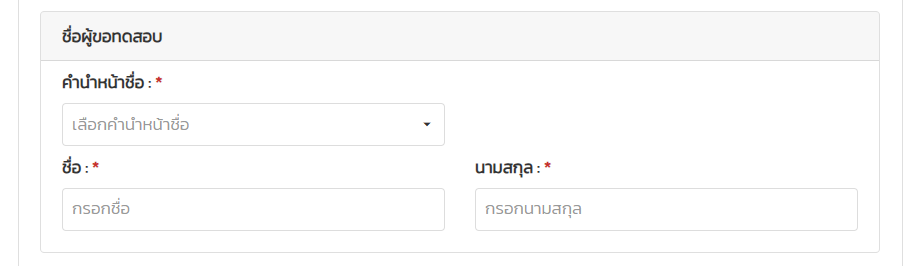 ชื่อผู้ขอทดสอบ
คำนำหน้าชื่อ : *
เลือกคำนำหน้าชื่อ
ชื่อ : * นามสกุล : *
กรอกชื่อ กรอกนามสกุล